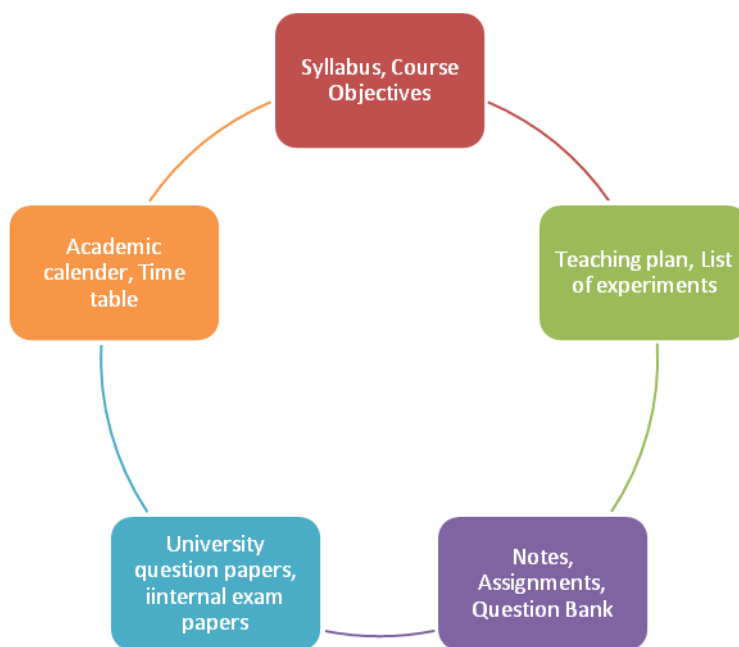 Syllabus, Course
Objectives
Teaching plan, List
of experiments
Notes,
Assignments,
Question Bank
University
question papers,
iinternal exam
papers
Academic
calender, Time
table